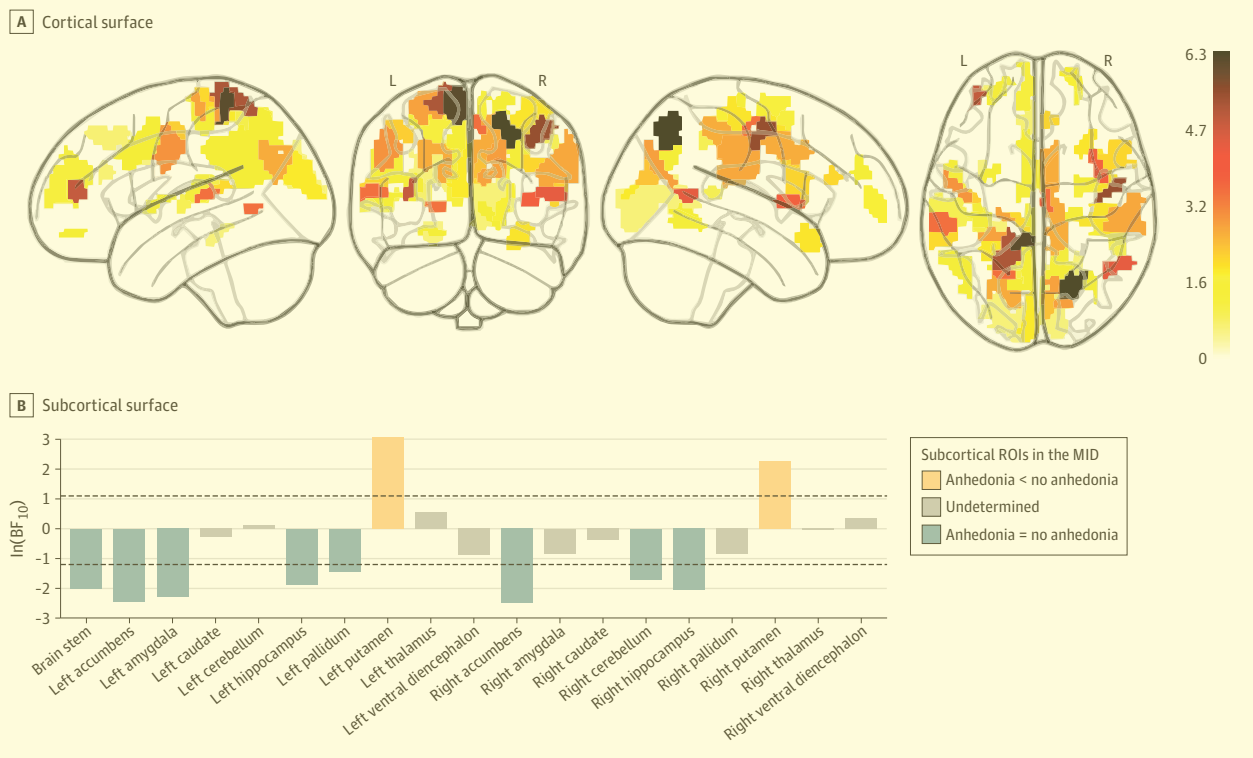 A Cortical surface
L
R
L
R
6.3
4.7
3.2
1.6
0
B Subcortical surface
3
2
1
0
-1
-2
-3
ln(BF10)
Brain stem
Left accumbens
Left amygdala
Left caudate
Left cerebellum
Left hippocampus
Left pallidum
Left putamen
Left thalamus
Left ventral diencephalon
Right accumbens
Right amygdala
Right caudate
Right cerebellum
Right hippocampus
Right pallidum
Right putamen
Right thalamus
Right ventral diencephalon
Subcortical ROIs in the MID
Anhedonia < no anhedonia
Undetermined
Anhedonia = no anhedonia